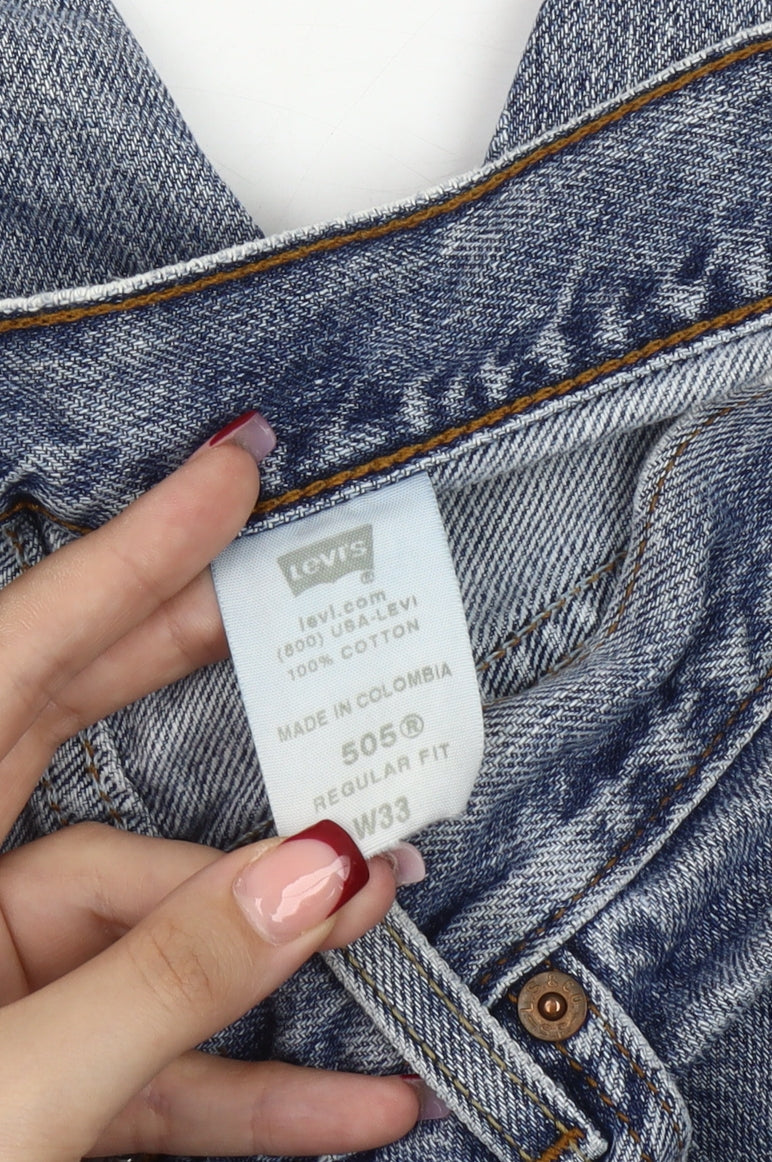 LEVI'S
®
levi.com
(800) USA-LEVI
100% COTTON
MADE IN COLOMBIA
505®
REGULAR FIT
W33